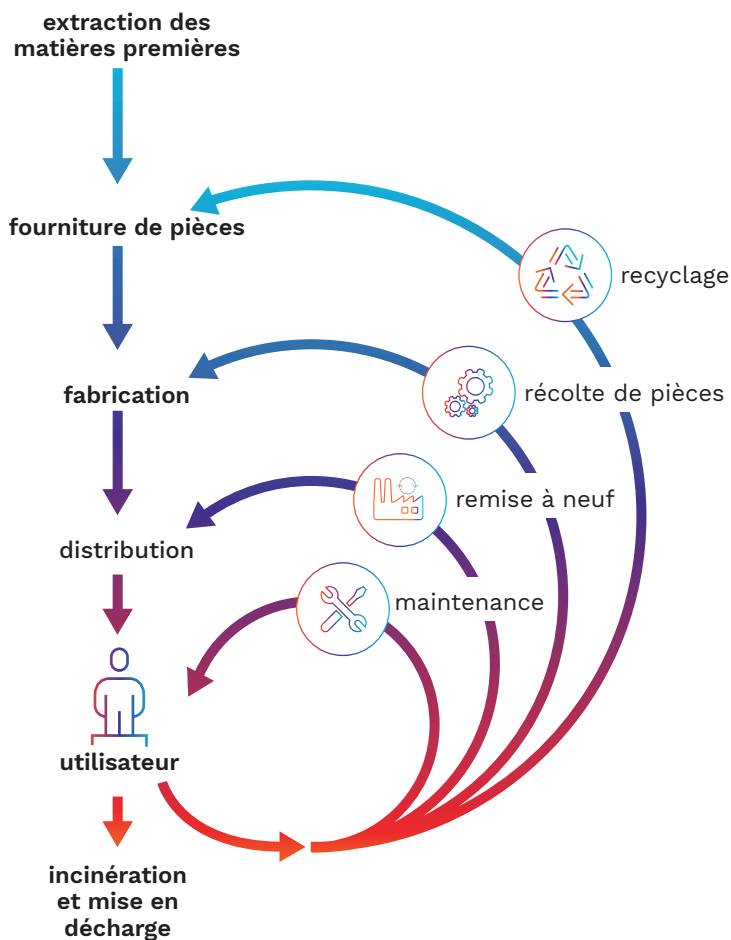 extraction des
matières premières
fourniture de pièces
recyclage
fabrication
récolte de pièces
remise à neuf
distribution
maintenance
utilisateur
incinération
et mise en
décharge